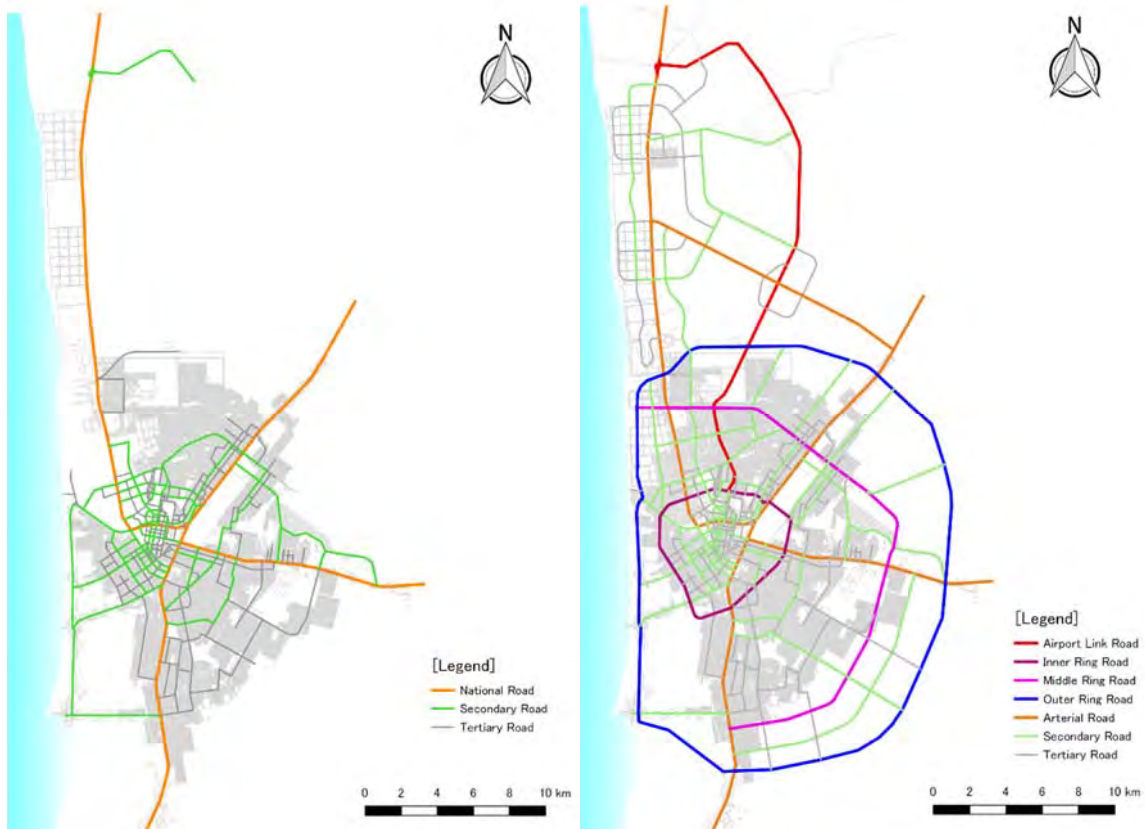 N
[Legend]
National Road
Secondary Road
Tertiary Road
0 2 4 6 8 10 km
N
[Legend]
Airport Link Road
Inner Ring Road
Middle Ring Road
Outer Ring Road
Arterial Road
Secondary Road
Tertiary Road
0 2 4 6 8 10 km